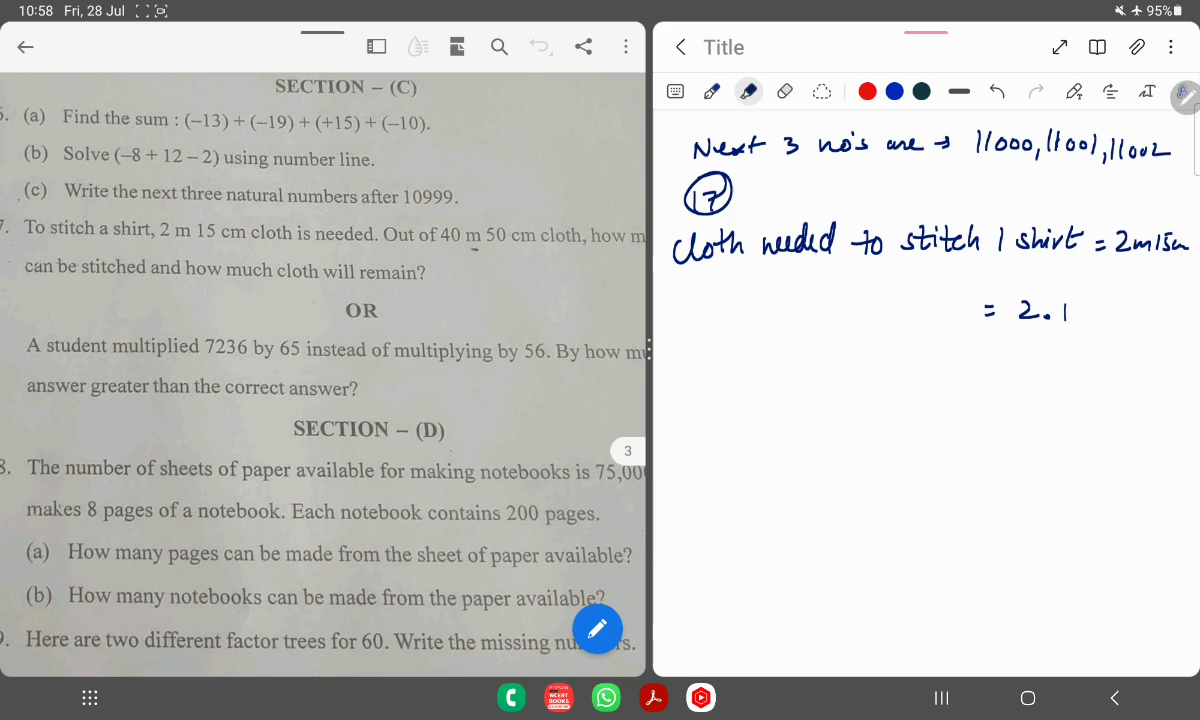 10:58 Fri, 28 Jul
95%
SECTION – (C)
(a) Find the sum : (–13) + (–19) + (+15) + (–10).
(b) Solve (–8 + 12 – 2) using number line.
(c) Write the next three natural numbers after 10999.
To stitch a shirt, 2 m 15 cm cloth is needed. Out of 40 m 50 cm cloth, how m
can be stitched and how much cloth will remain?
OR
A student multiplied 7236 by 65 instead of multiplying by 56. By how mu
answer greater than the correct answer?
SECTION – (D)
3
The number of sheets of paper available for making notebooks is 75,00
makes 8 pages of a notebook. Each notebook contains 200 pages.
(a) How many pages can be made from the sheet of paper available?
(b) How many notebooks can be made from the paper available?
Here are two different factor trees for 60. Write the missing nu rs.
Title
Next 3 no's are → 11000, 11001, 11002
17
Cloth needed to stitch 1 shirt = 2m15cm
= 2.1
NCERT
BOOKS